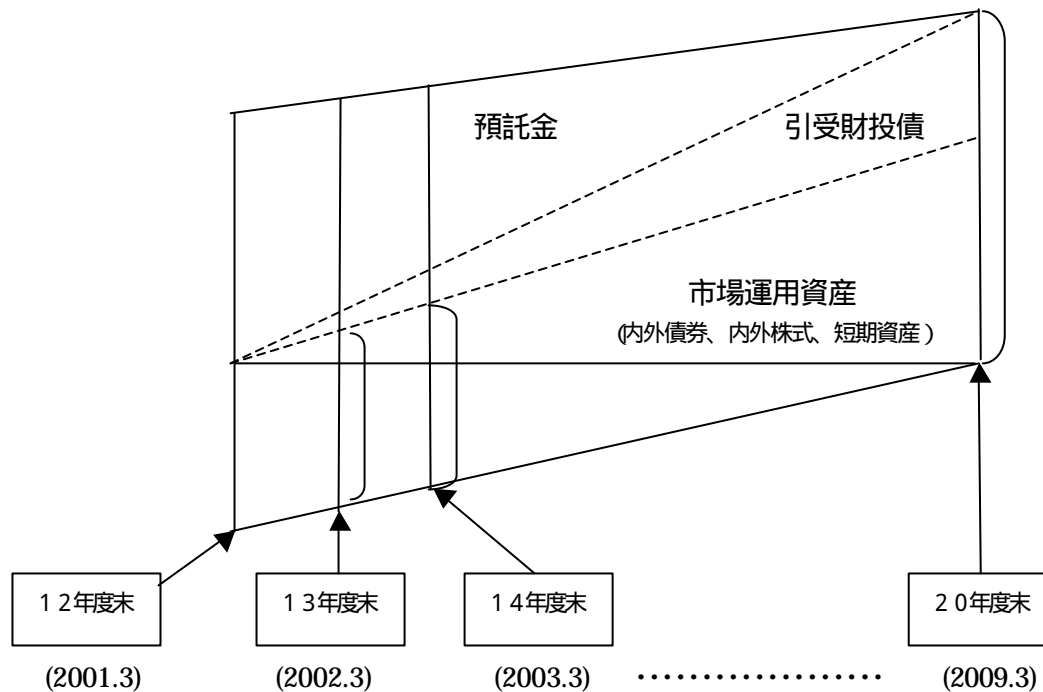 預託金
引受財投債
市場運用資産
(内外債券、内外株式、短期資産)
12年度末
13年度末
14年度末
20年度末
(2001.3)
(2002.3)
(2003.3)
・・・・・・・・・・・・・・・
(2009.3)